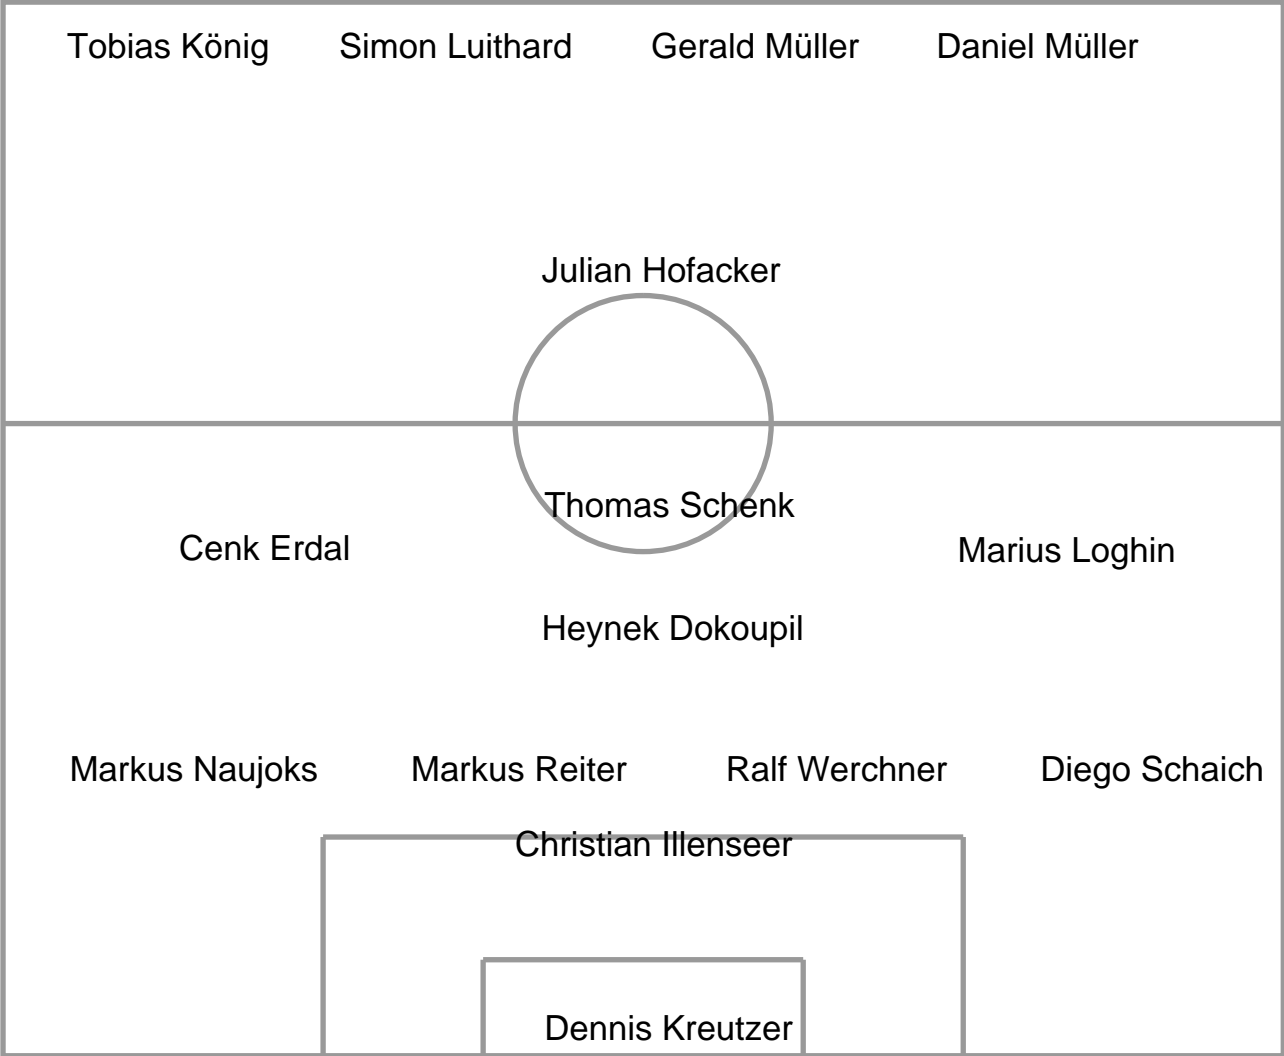 Tobias König Simon Luithard Gerald Müller Daniel Müller
Julian Hofacker
Thomas Schenk
Cenk Erdal Marius Loghin
Heynek Dokoupil
Markus Naujoks Markus Reiter Ralf Werchner Diego Schaich
Christian Illenseer
Dennis Kreutzer